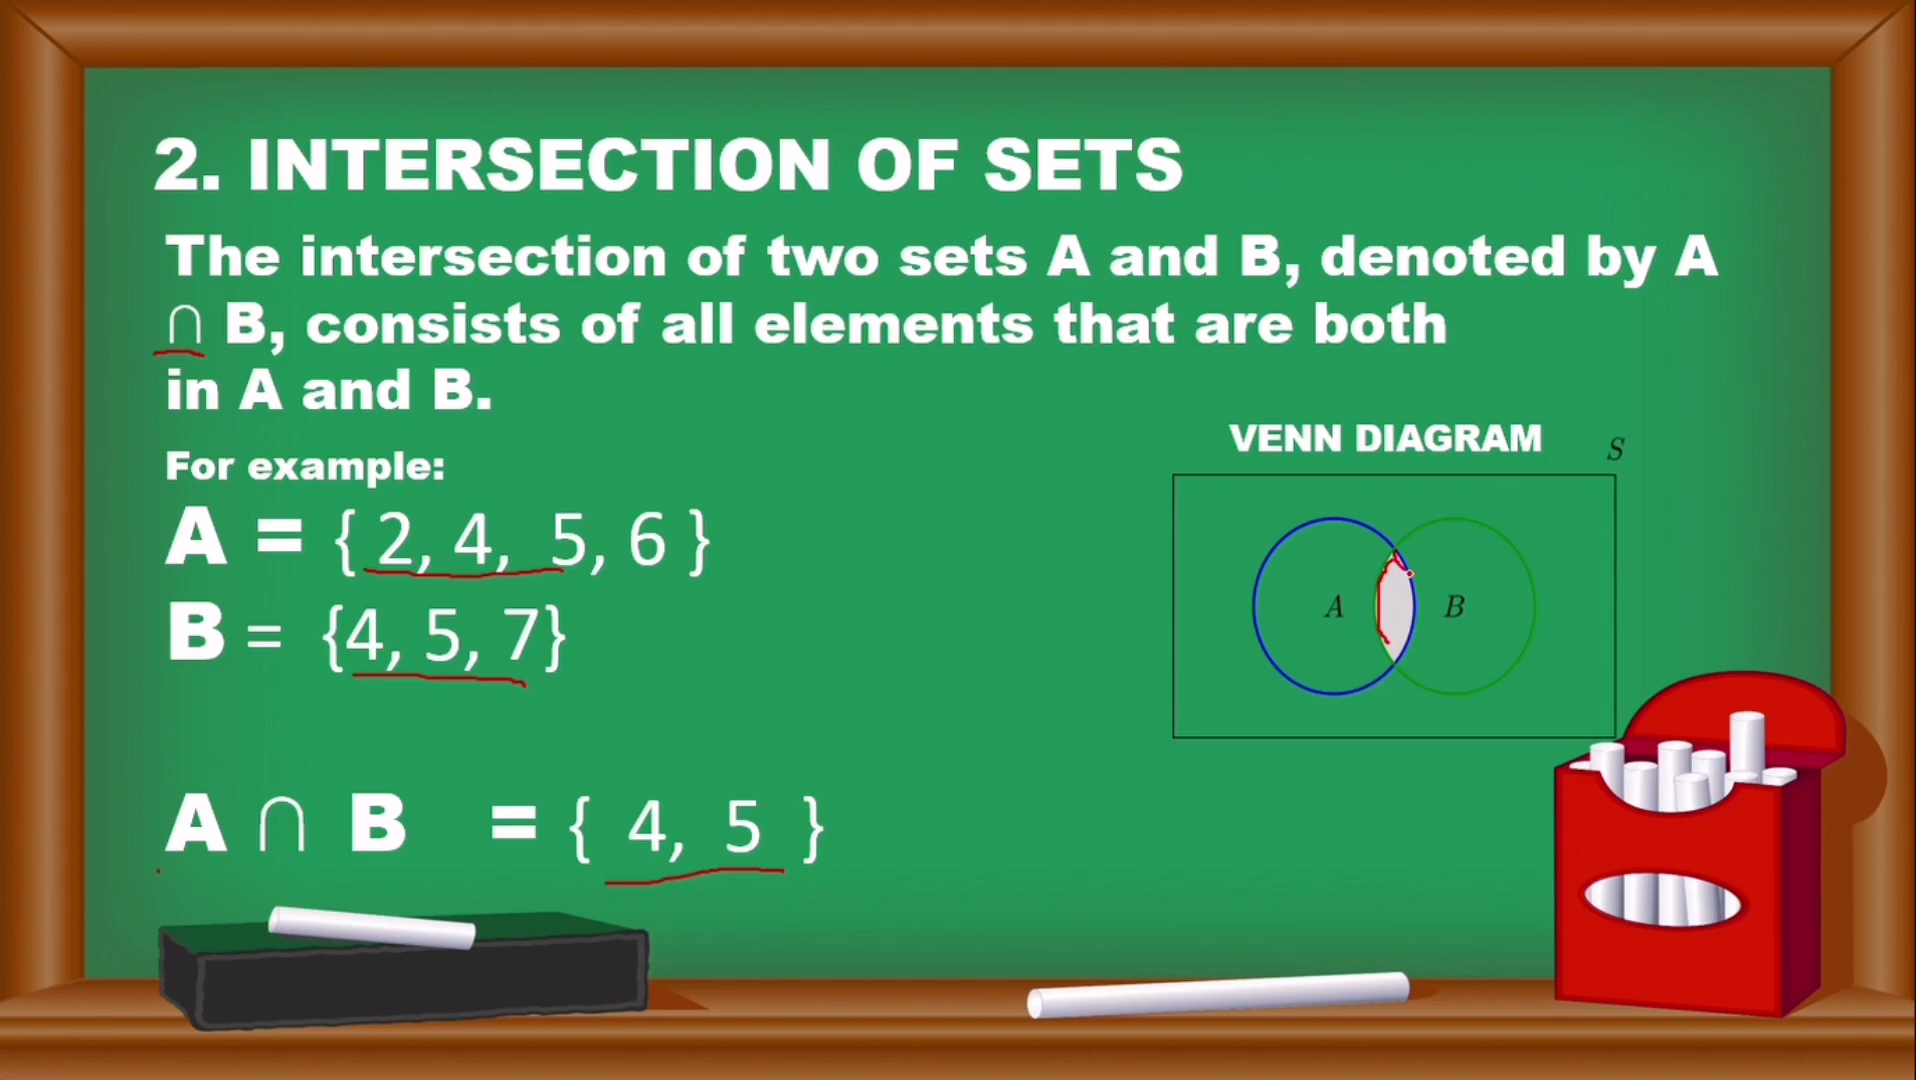 2. INTERSECTION OF SETS
The intersection of two sets A and B, denoted by A
∩ B, consists of all elements that are both
in A and B.
For example:
A = { 2, 4, 5, 6 }
B = {4, 5, 7}
A ∩ B = { 4, 5 }
VENN DIAGRAM
S
A B